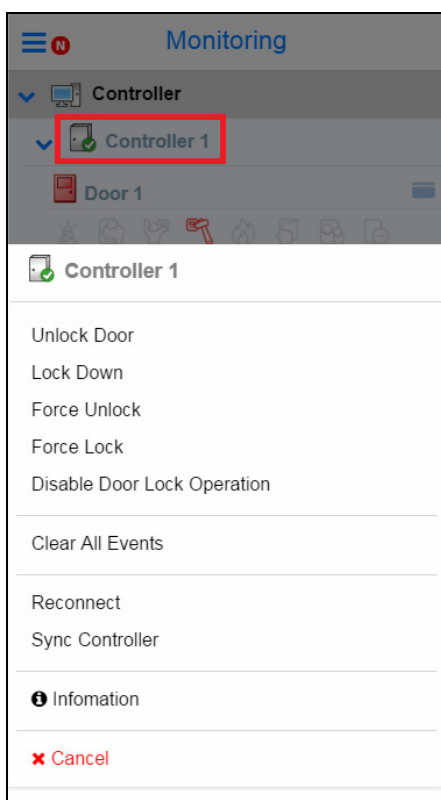 N Monitoring
Controller
Controller 1
Door 1
Controller 1
Unlock Door
Lock Down
Force Unlock
Force Lock
Disable Door Lock Operation
Clear All Events
Reconnect
Sync Controller
Infomation
Cancel